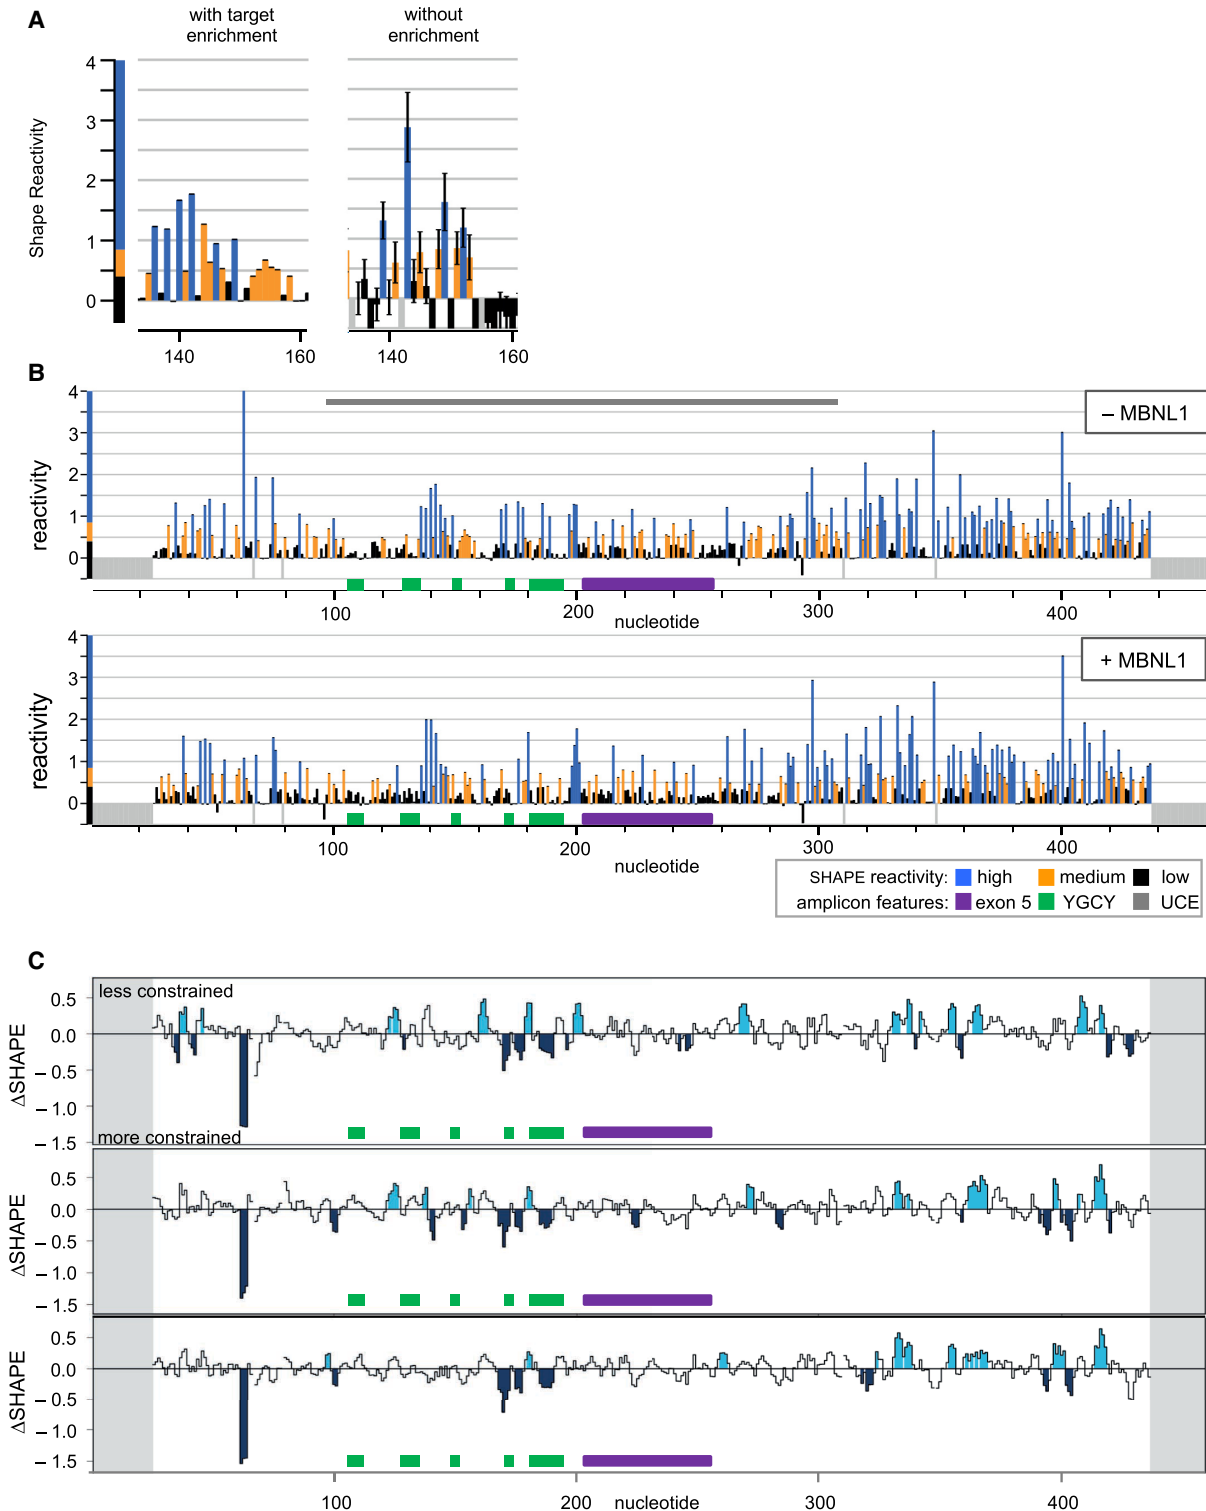 A
with target
enrichment
without
enrichment
Shape Reactivity
4
3
2
1
0
140
160
140
160
B
reactivity
4
3
2
1
0
– MBNL1
100
200
300
400
nucleotide
reactivity
4
3
2
1
0
+ MBNL1
100
200
300
400
nucleotide
SHAPE reactivity: high medium low
amplicon features: exon 5 YGCY UCE
C
less constrained
ΔSHAPE
0.5
0.0
– 0.5
– 1.0
– 1.5
more constrained
ΔSHAPE
0.5
0.0
– 0.5
– 1.0
– 1.5
ΔSHAPE
0.5
0.0
– 0.5
– 1.0
– 1.5
100
200
nucleotide
300
400